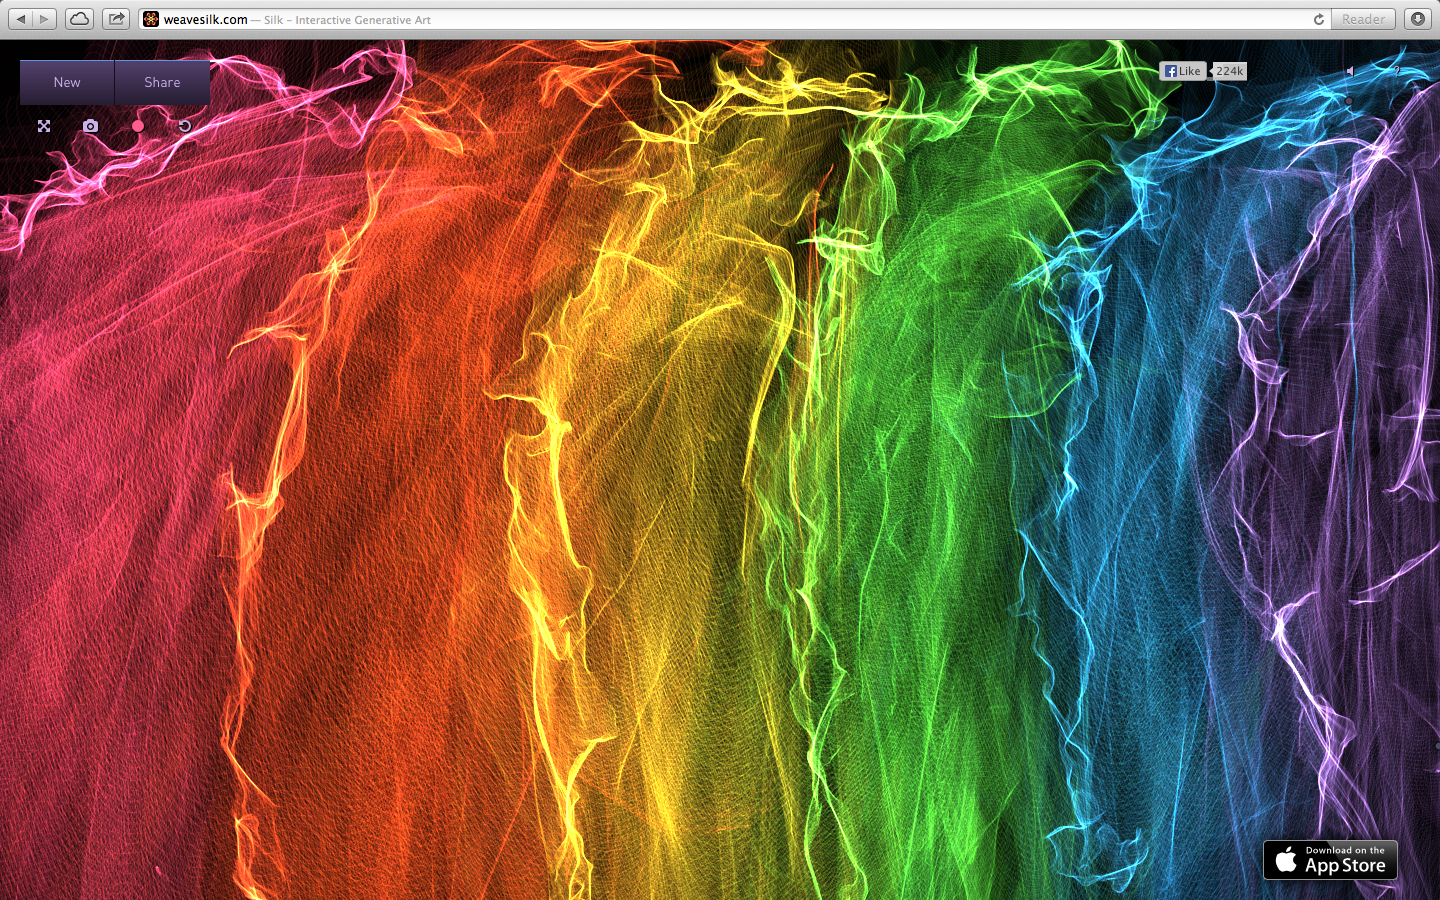 weavesilk.com — Silk – Interactive Generative Art
Reader
New
Share
Like
224k
?
Download on the
App Store